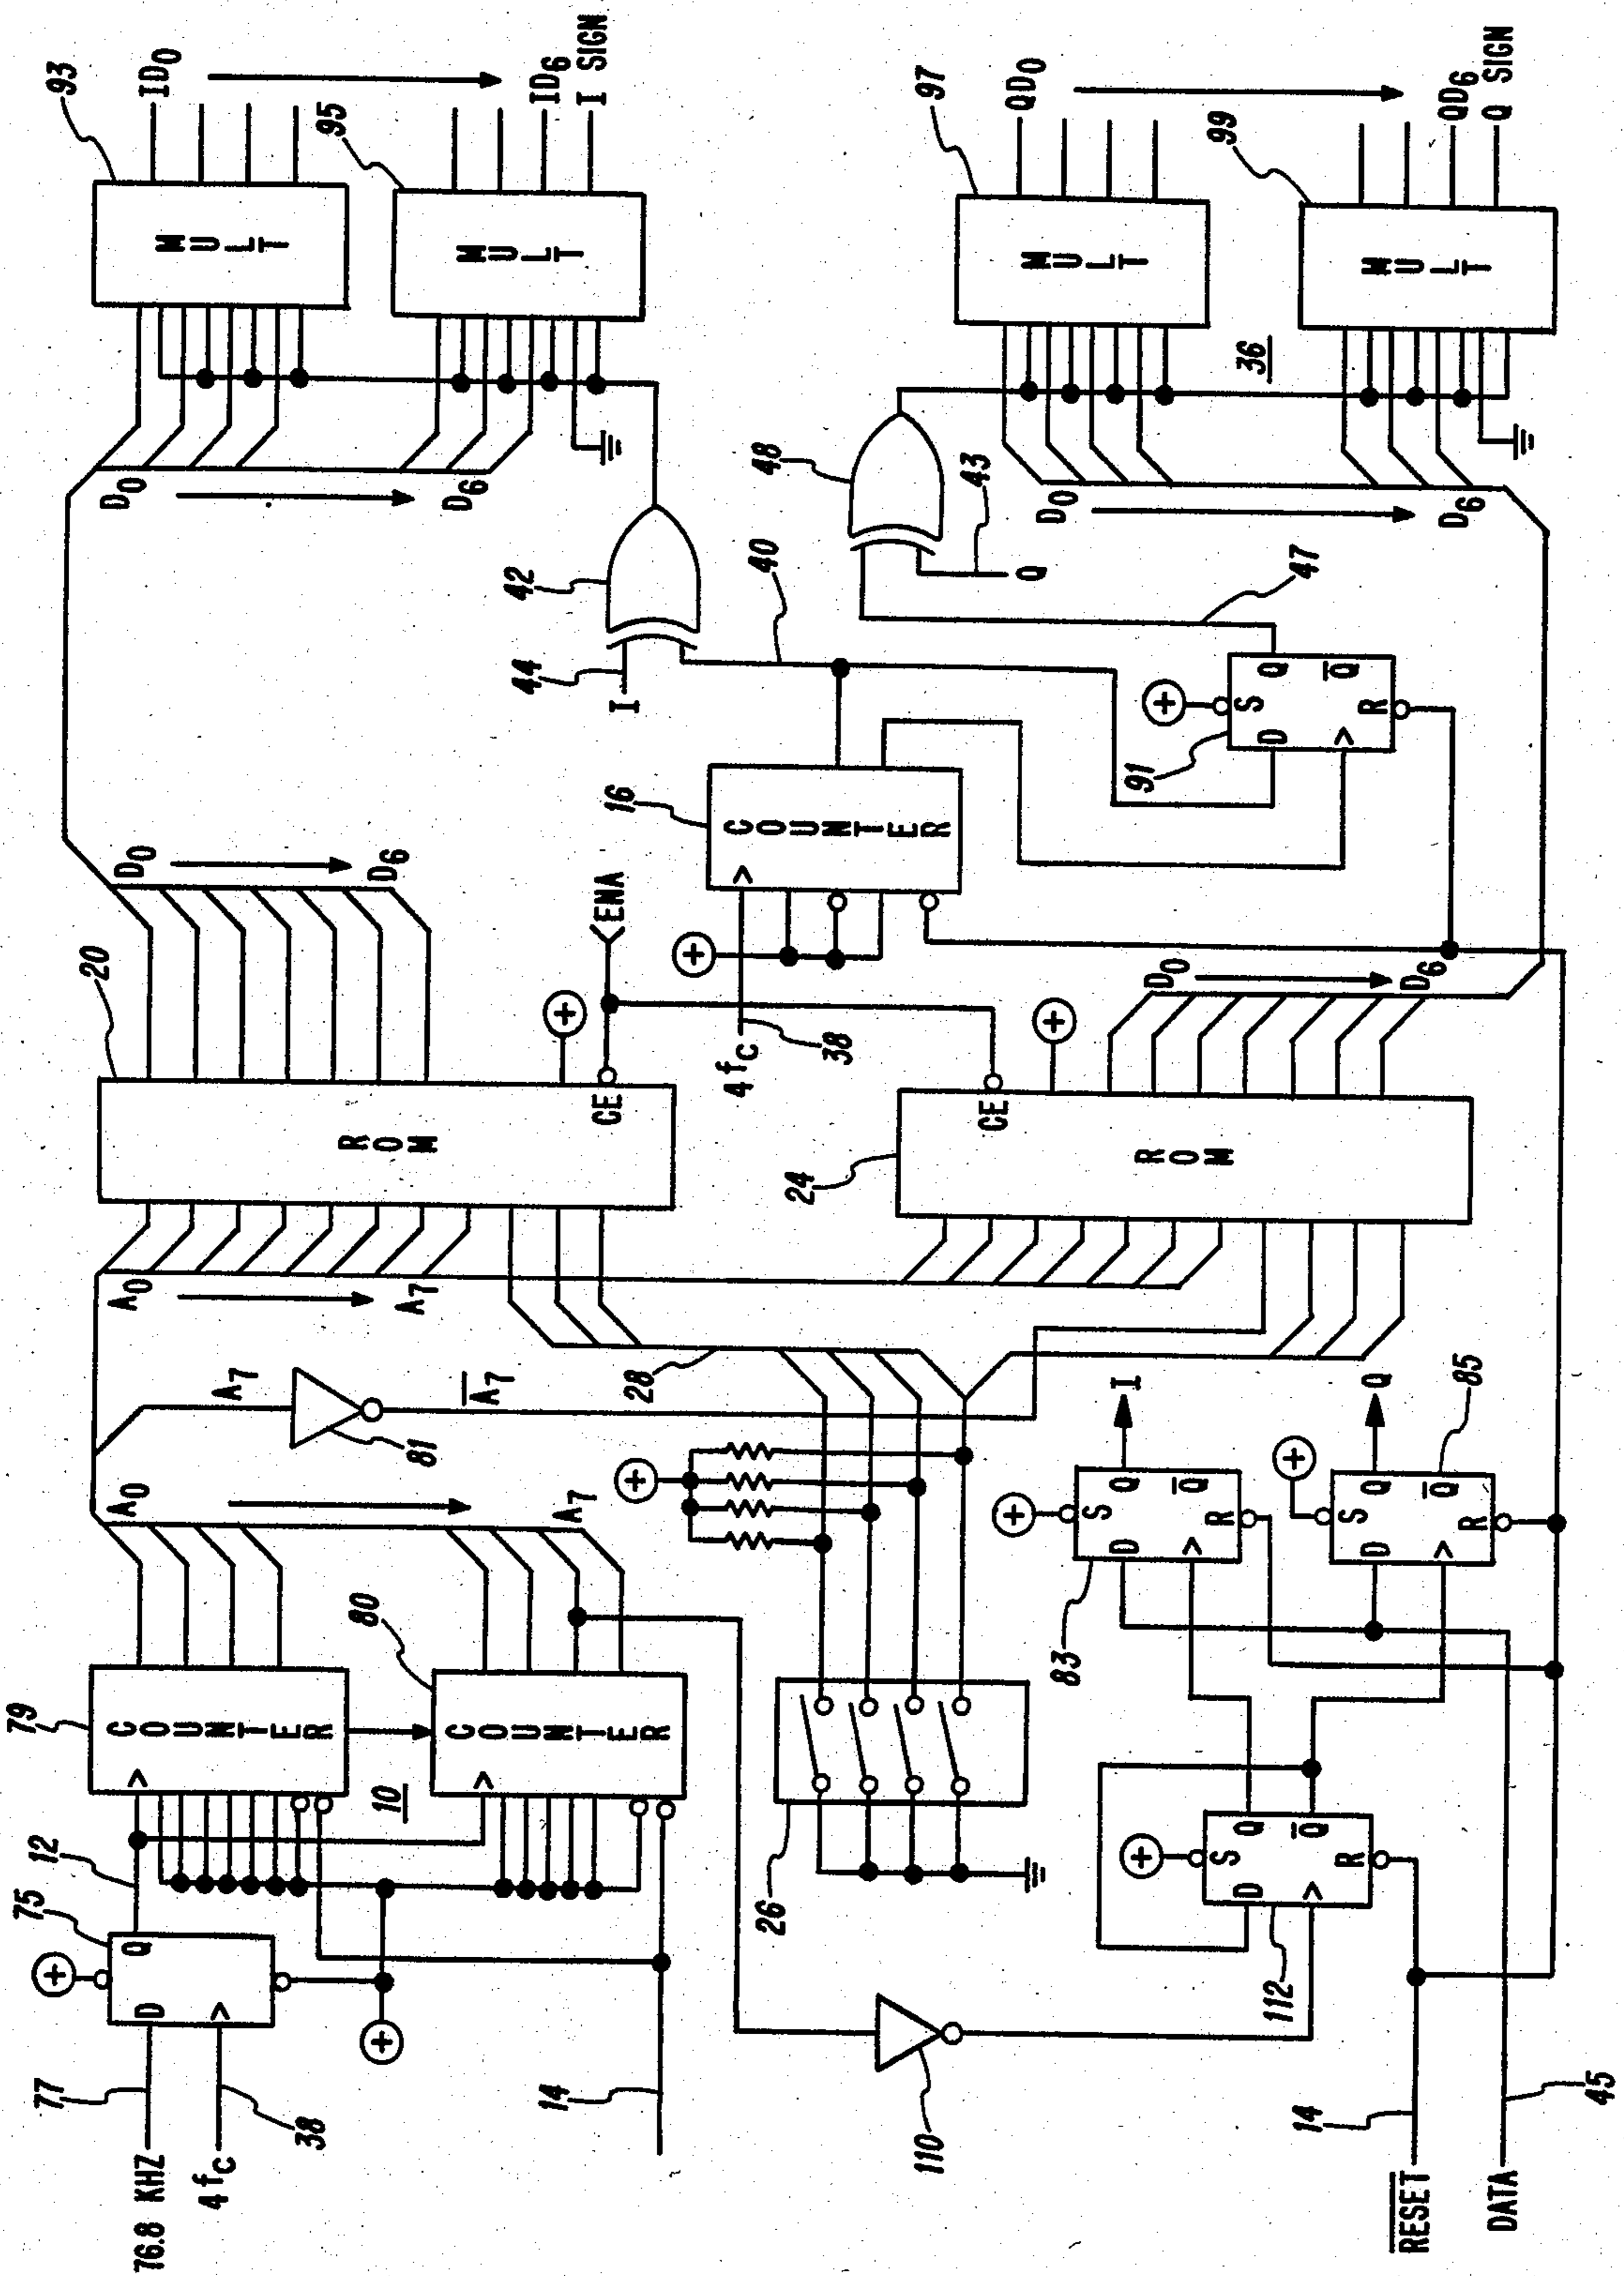 93
ID0
MULT
95
ID6
I SIGN
MULT
97
QD0
MULT
36
99
QD6
Q SIGN
MULT
D0
D6
42
44
I
40
48
43
Q
D0
D6
47
20
D0
D6
ROM
CE
ENA
16
COUNTER
4fC
38
91
S
D
Q
Q̅
R
24
CE
ROM
D0
D6
A0
A7
28
A7
A̅7
81
A0
A7
79
COUNTER
10
80
COUNTER
26
83
S
D
Q
Q̅
R
I
85
S
D
Q
Q̅
R
Q
12
75
D
Q
77
76.8 KHZ
38
4fC
14
110
112
S
D
Q
Q̅
R
14
R̅E̅S̅E̅T̅
DATA
45